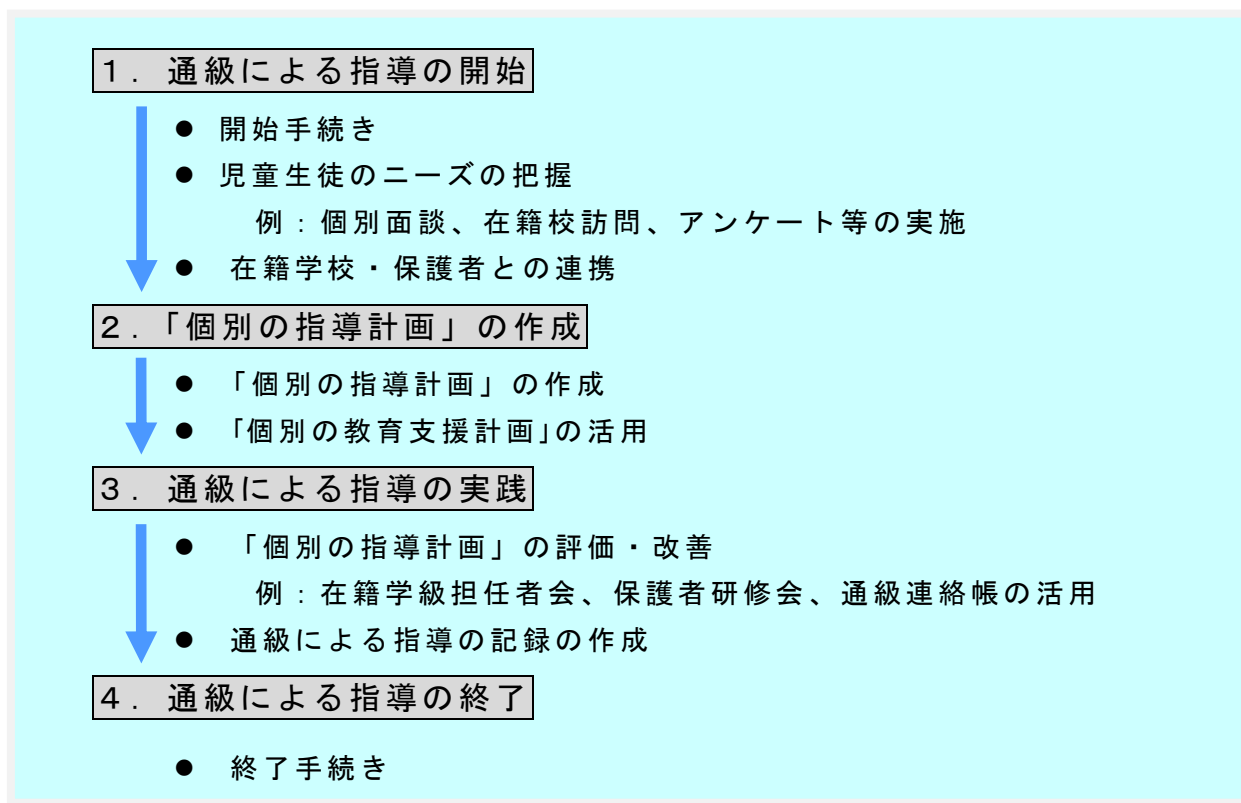 １. 通級による指導の開始
● 開始手続き
● 児童生徒のニーズの把握
例：個別面談、在籍校訪問、アンケート等の実施
● 在籍学校・保護者との連携
２.「個別の指導計画」の作成
● 「個別の指導計画」の作成
● 「個別の教育支援計画」の活用
３. 通級による指導の実践
● 「個別の指導計画」の評価・改善
例：在籍学級担任者会、保護者研修会、通級連絡帳の活用
● 通級による指導の記録の作成
４. 通級による指導の終了
● 終了手続き